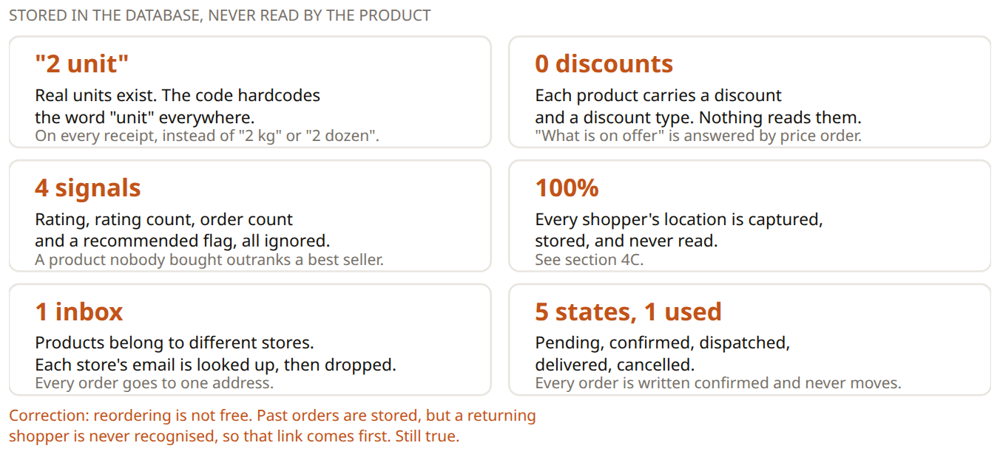 STORED IN THE DATABASE, NEVER READ BY THE PRODUCT
"2 unit"
Real units exist. The code hardcodes
the word "unit" everywhere.
On every receipt, instead of "2 kg" or "2 dozen".
0 discounts
Each product carries a discount
and a discount type. Nothing reads them.
"What is on offer" is answered by price order.
4 signals
Rating, rating count, order count
and a recommended flag, all ignored.
A product nobody bought outranks a best seller.
100%
Every shopper's location is captured,
stored, and never read.
See section 4C.
1 inbox
Products belong to different stores.
Each store's email is looked up, then dropped.
Every order goes to one address.
5 states, 1 used
Pending, confirmed, dispatched,
delivered, cancelled.
Every order is written confirmed and never moves.
Correction: reordering is not free. Past orders are stored, but a returning
shopper is never recognised, so that link comes first. Still true.